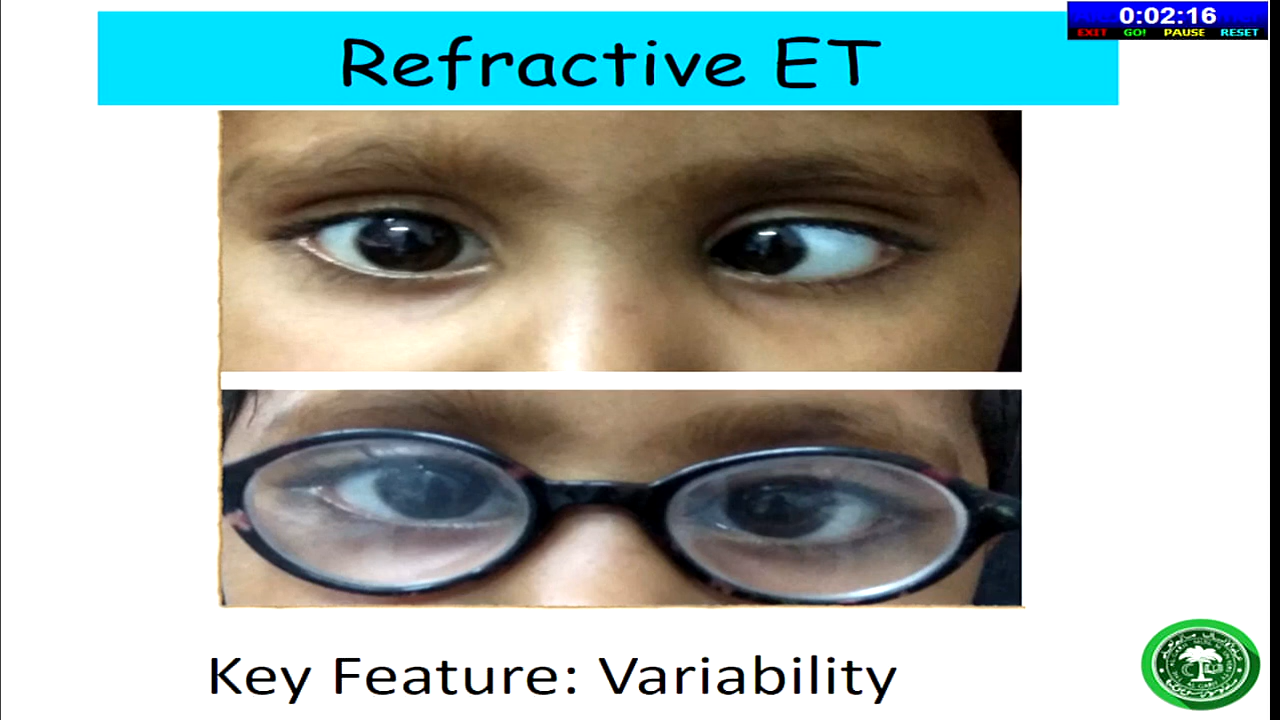 0:02:16
EXIT GO! PAUSE RESET
Refractive ET
Key Feature: Variability